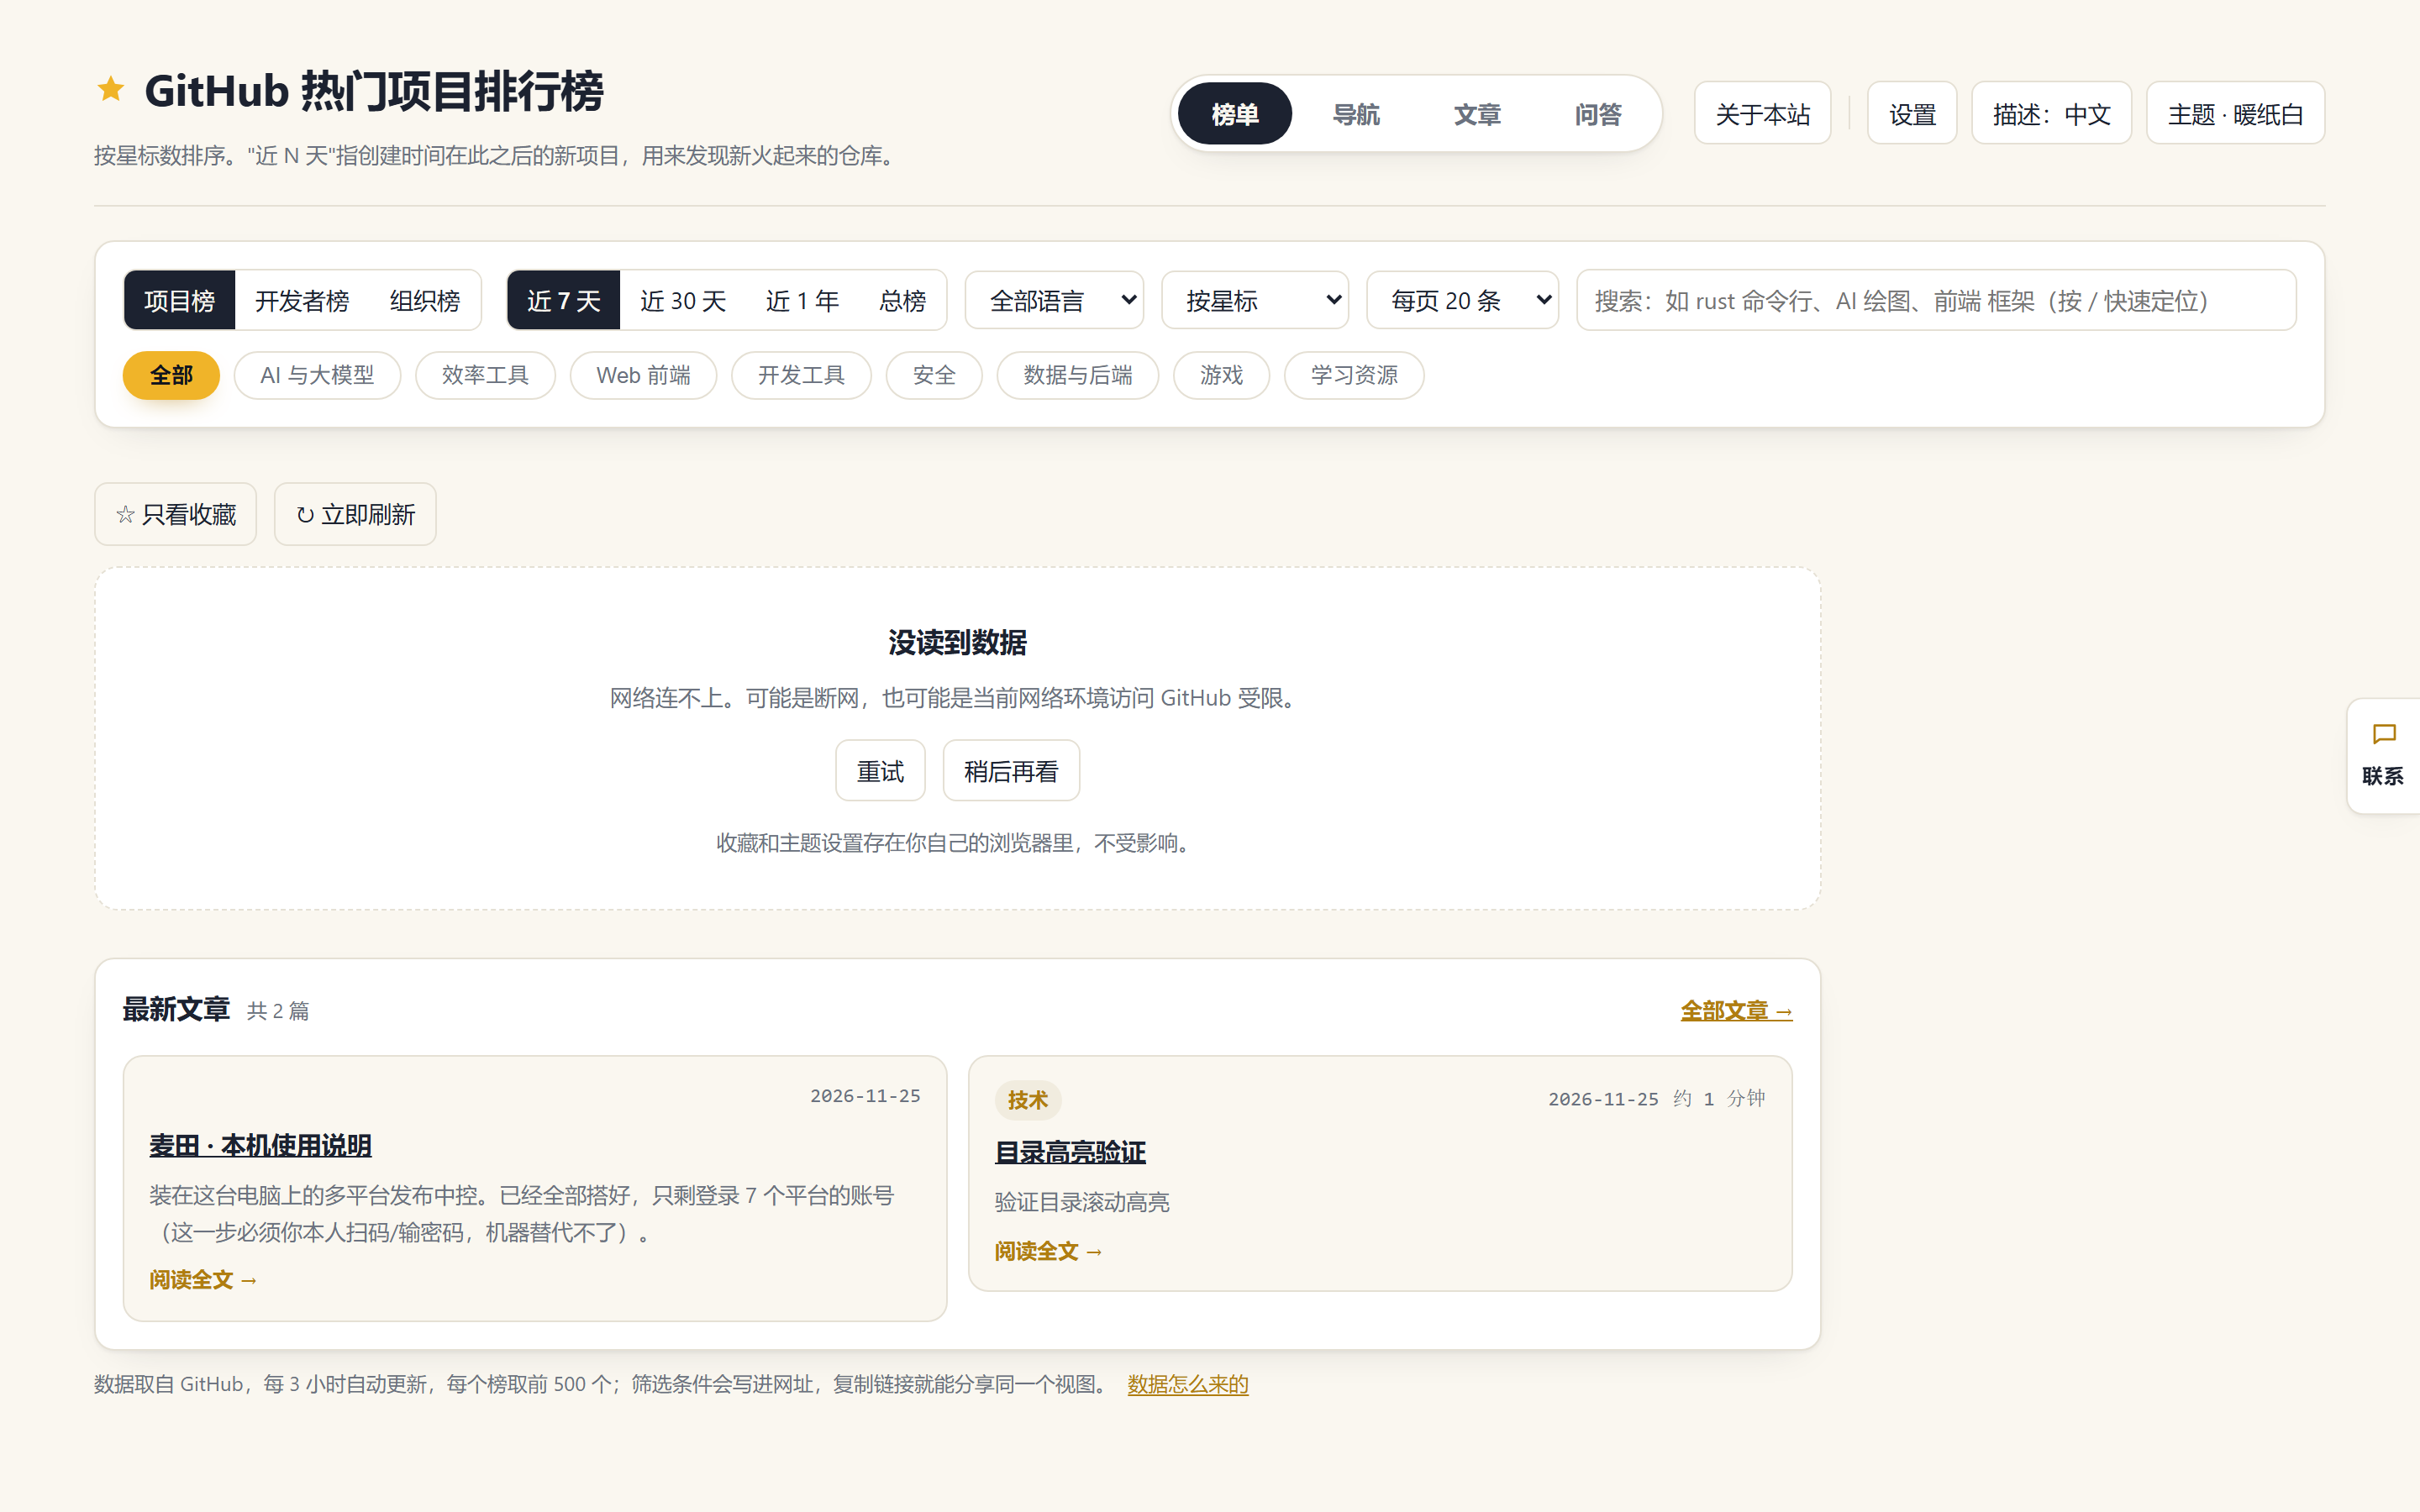 GitHub 热门项目排行榜
按星标数排序。"近 N 天"指创建时间在此之后的新项目，用来发现新火起来的仓库。
榜单 导航 文章 问答 关于本站 设置 描述：中文 主题 · 暖纸白
项目榜 开发者榜 组织榜 近 7 天 近 30 天 近 1 年 总榜 全部语言 按星标 每页 20 条 搜索：如 rust 命令行、AI 绘图、前端 框架（按 / 快速定位）
全部 AI 与大模型 效率工具 Web 前端 开发工具 安全 数据与后端 游戏 学习资源
☆ 只看收藏 ↻ 立即刷新
没读到数据
网络连不上。可能是断网，也可能是当前网络环境访问 GitHub 受限。
重试 稍后再看
收藏和主题设置存在你自己的浏览器里，不受影响。
联系
最新文章 共 2 篇 全部文章 →
2026-11-25
麦田 · 本机使用说明
装在这台电脑上的多平台发布中控。已经全部搭好，只剩登录 7 个平台的账号
（这一步必须你本人扫码/输密码，机器替代不了）。
阅读全文 →
技术 2026-11-25 约 1 分钟
目录高亮验证
验证目录滚动高亮
阅读全文 →
数据取自 GitHub，每 3 小时自动更新，每个榜取前 500 个；筛选条件会写进网址，复制链接就能分享同一个视图。 数据怎么来的